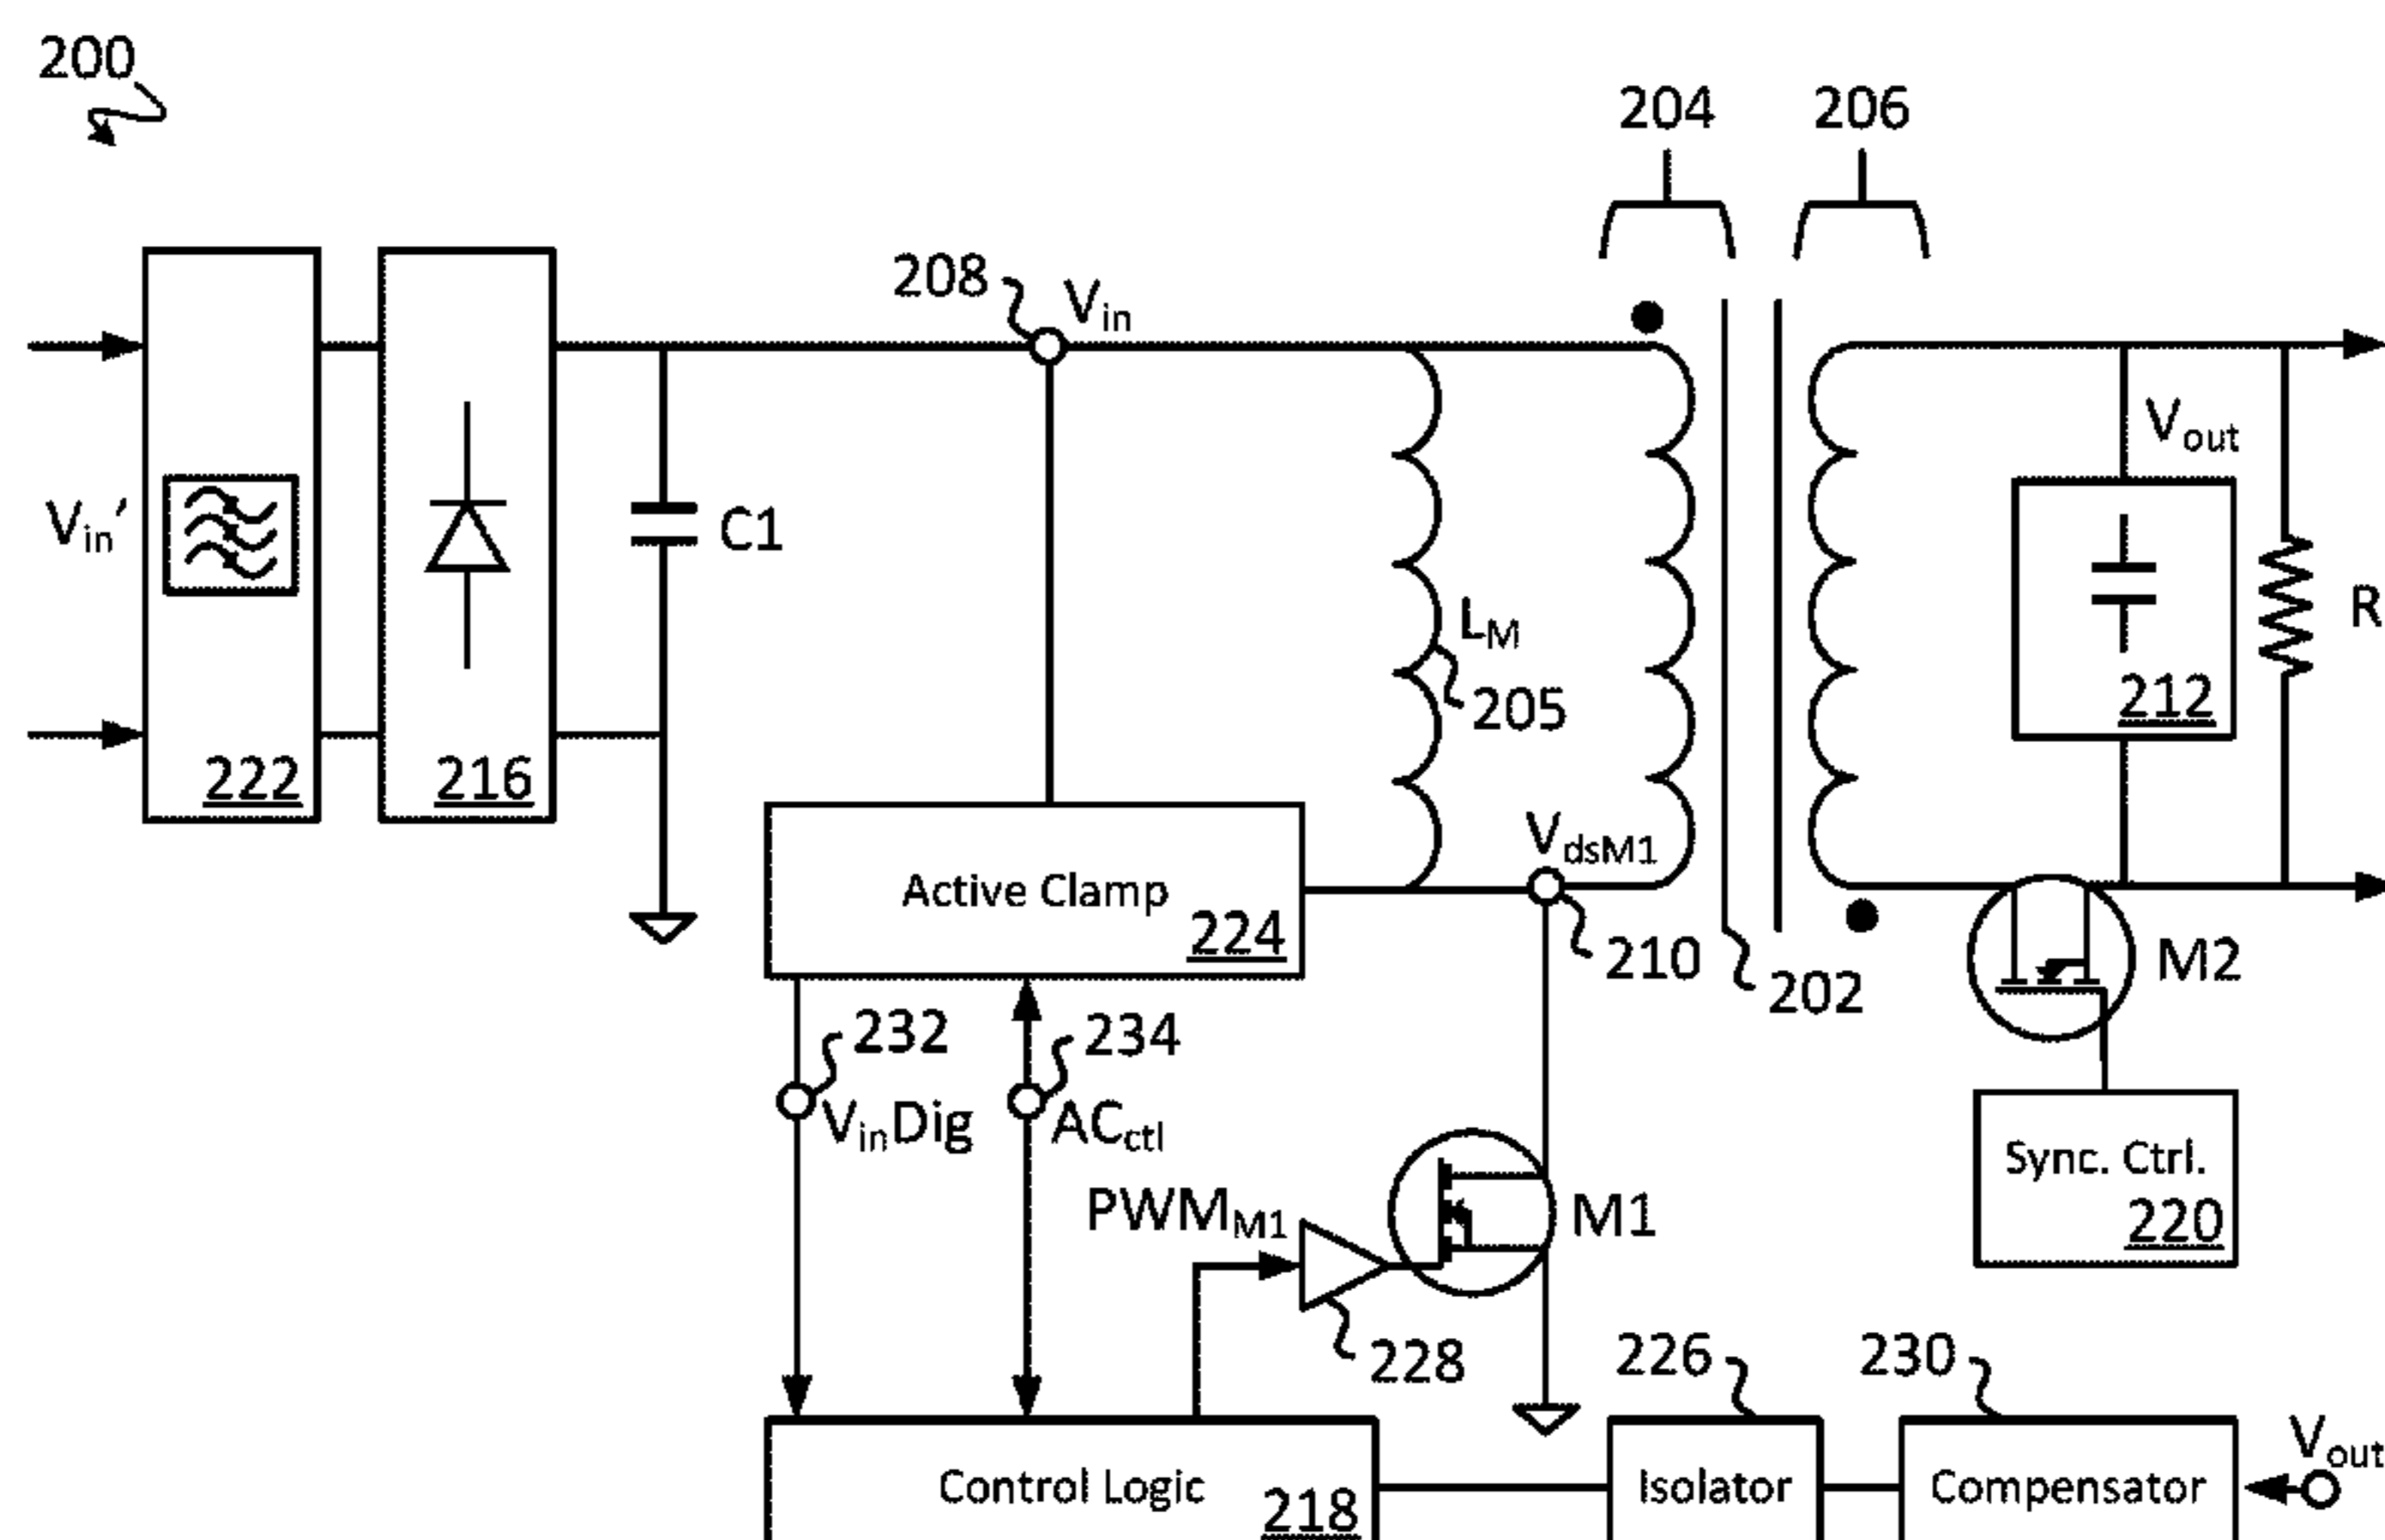 200
204 206
208 Vin
Vin′
C1
Vout
LM
R
205
212
222 216
VdsM1
Active Clamp
224
210
202
M2
232 234
VinDig ACctl
Sync. Ctrl.
220
PWMM1
M1
228
226 230
Vout
Control Logic
218
Isolator
Compensator